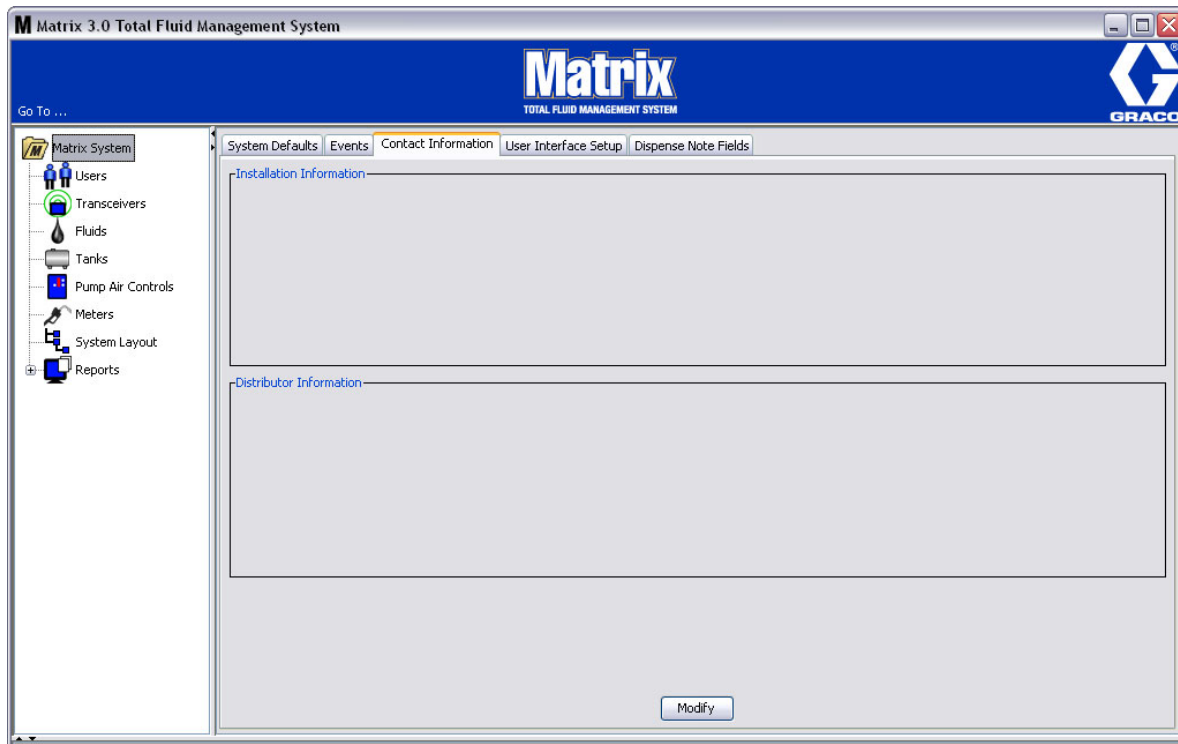 M Matrix 3.0 Total Fluid Management System
Matrix
TOTAL FLUID MANAGEMENT SYSTEM
Go To ...
G
®
GRACO
M Matrix System
Users
Transceivers
Fluids
Tanks
Pump Air Controls
Meters
System Layout
Reports
System Defaults Events Contact Information User Interface Setup Dispense Note Fields
Installation Information
Distributor Information
Modify